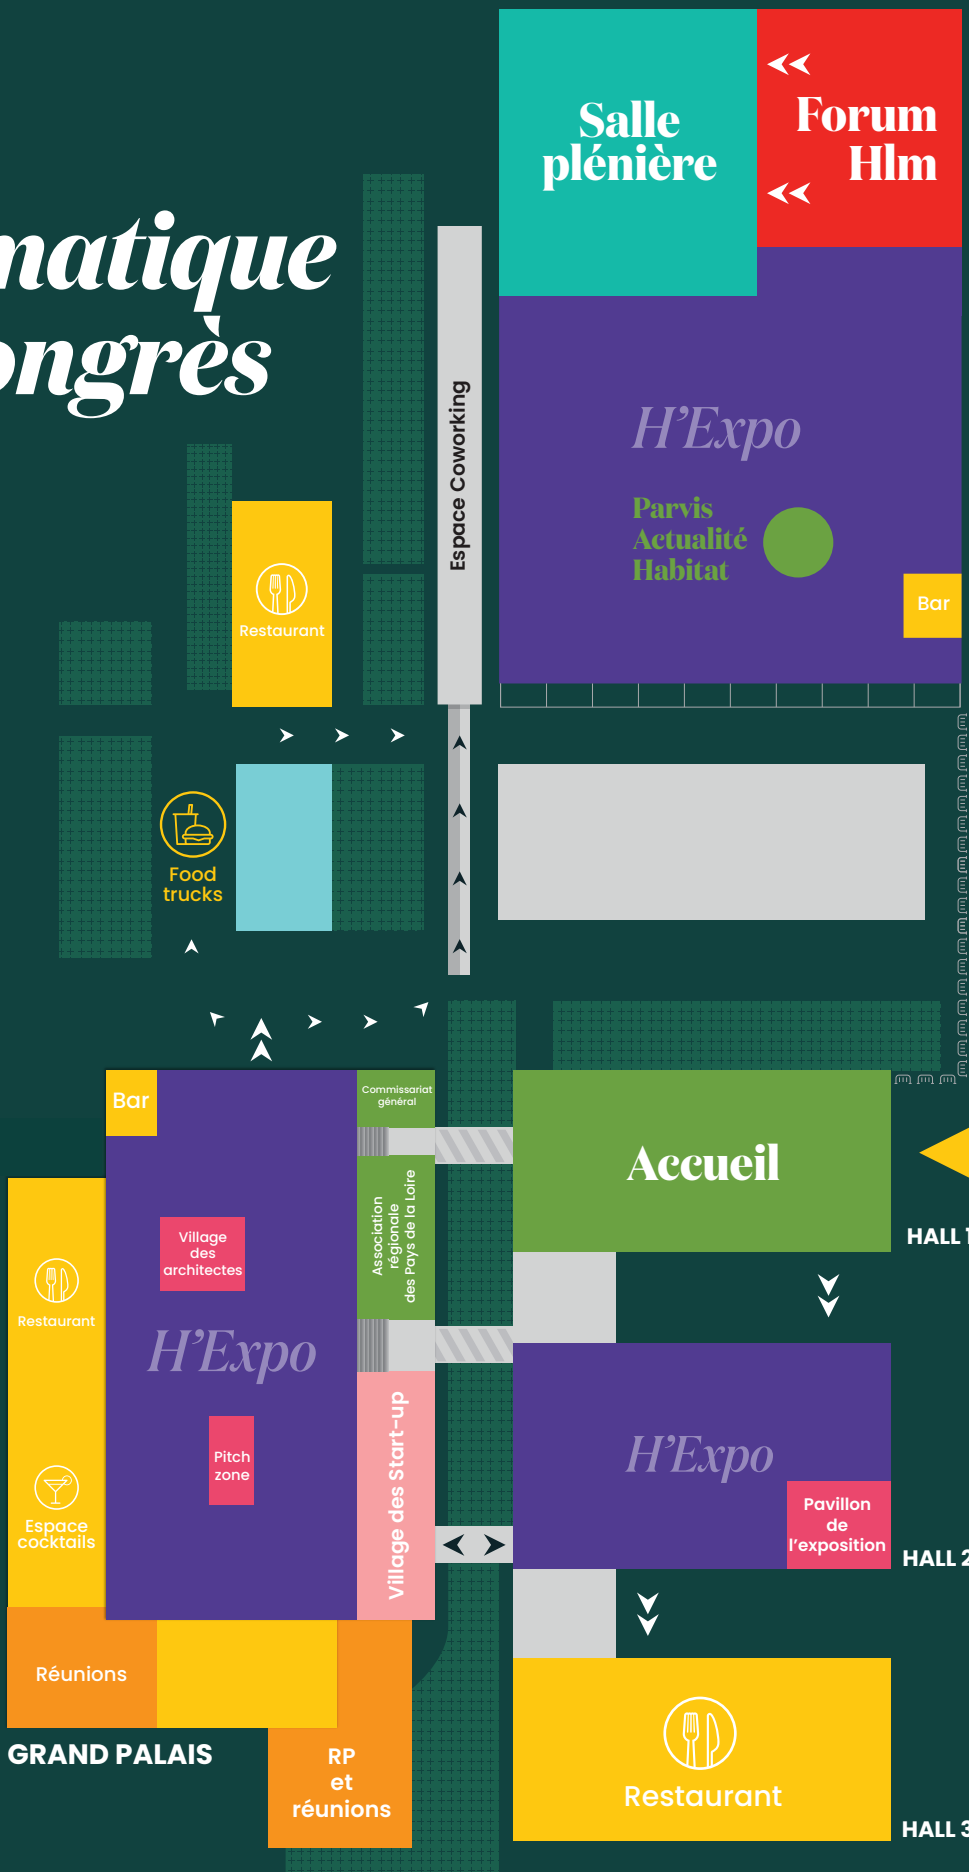 Salle
plénière
Forum
Hlm
matique
ongrès
Espace Coworking
H'Expo
Parvis
Actualité
Habitat
Bar
Restaurant
Food
trucks
Bar
Commissariat
général
Accueil
HALL 1
Association
régionale
des Pays de la Loire
Village
des
architectes
Restaurant
H'Expo
Village des Start-up
Pitch
zone
Espace
cocktails
H'Expo
Pavillon
de
l'exposition
HALL 2
Réunions
GRAND PALAIS
RP
et
réunions
Restaurant
HALL 3